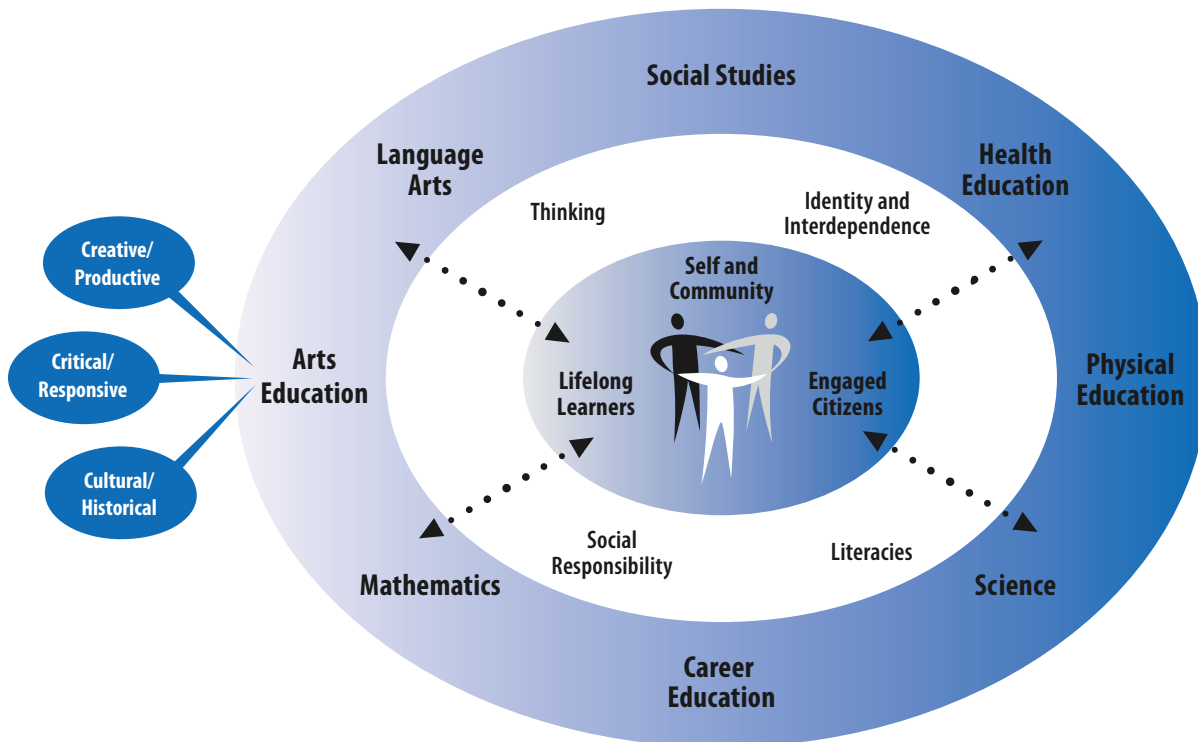 Social Studies
Language
Arts
Health
Education
Thinking
Identity and
Interdependence
Creative/
Productive
Self and
Community
Critical/
Responsive
Arts
Education
Lifelong
Learners
Engaged
Citizens
Physical
Education
Cultural/
Historical
Social
Responsibility
Literacies
Mathematics
Science
Career
Education